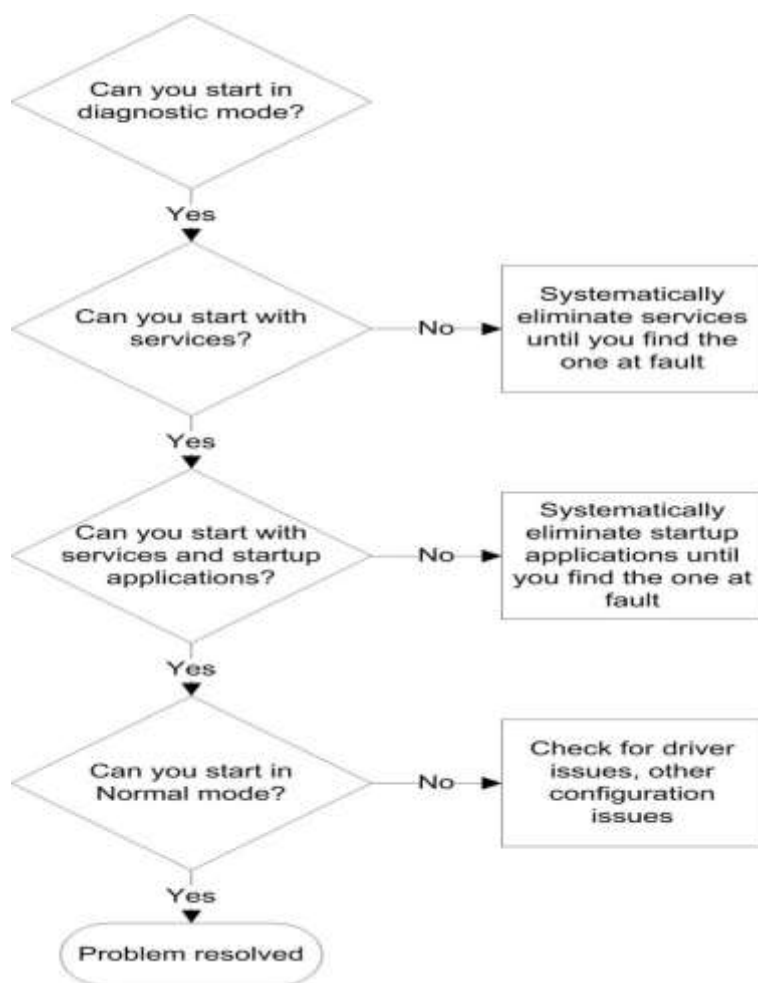 Can you start in
diagnostic mode?
Yes
Can you start with
services?
No
Systematically
eliminate services
until you find the
one at fault
Yes
Can you start with
services and startup
applications?
No
Systematically
eliminate startup
applications until
you find the one at
fault
Yes
Can you start in
Normal mode?
No
Check for driver
issues, other
configuration
issues
Yes
Problem resolved